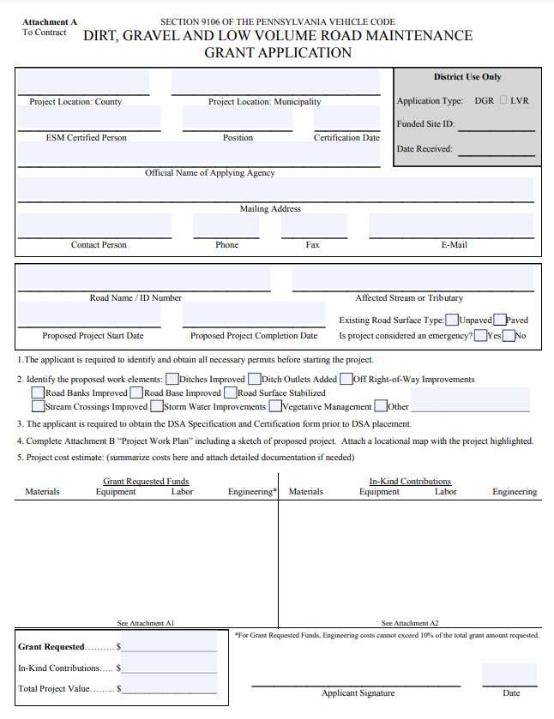 Attachment A
To Contract
SECTION 9106 OF THE PENNSYLVANIA VEHICLE CODE
DIRT, GRAVEL AND LOW VOLUME ROAD MAINTENANCE
GRANT APPLICATION
District Use Only
Application Type: DGR LVR
Funded Site ID:
Date Received:
Project Location: County Project Location: Municipality
ESM Certified Person Position Certification Date
Official Name of Applying Agency
Mailing Address
Contact Person Phone Fax E-Mail
Road Name / ID Number Affected Stream or Tributary
Existing Road Surface Type: Unpaved Paved
Proposed Project Start Date Proposed Project Completion Date Is project considered an emergency? Yes No
1.The applicant is required to identify and obtain all necessary permits before starting the project.
2. Identify the proposed work elements: Ditches Improved Ditch Outlets Added Off Right-of-Way Improvements
Road Banks Improved Road Base Improved Road Surface Stabilized
Stream Crossings Improved Storm Water Improvements Vegetative Management Other
3. The applicant is required to obtain the DSA Specification and Certification form prior to DSA placement.
4. Complete Attachment B “Project Work Plan” including a sketch of proposed project. Attach a locational map with the project highlighted.
5. Project cost estimate: (summarize costs here and attach detailed documentation if needed)
Grant Requested Funds In-Kind Contributions
Materials Equipment Labor Engineering* Materials Equipment Labor Engineering
See Attachment A1 See Attachment A2
*For Grant Requested Funds, Engineering costs cannot exceed 10% of the total grant amount requested.
Grant Requested.......... $
In-Kind Contributions..... $
Total Project Value........ $
Applicant Signature Date